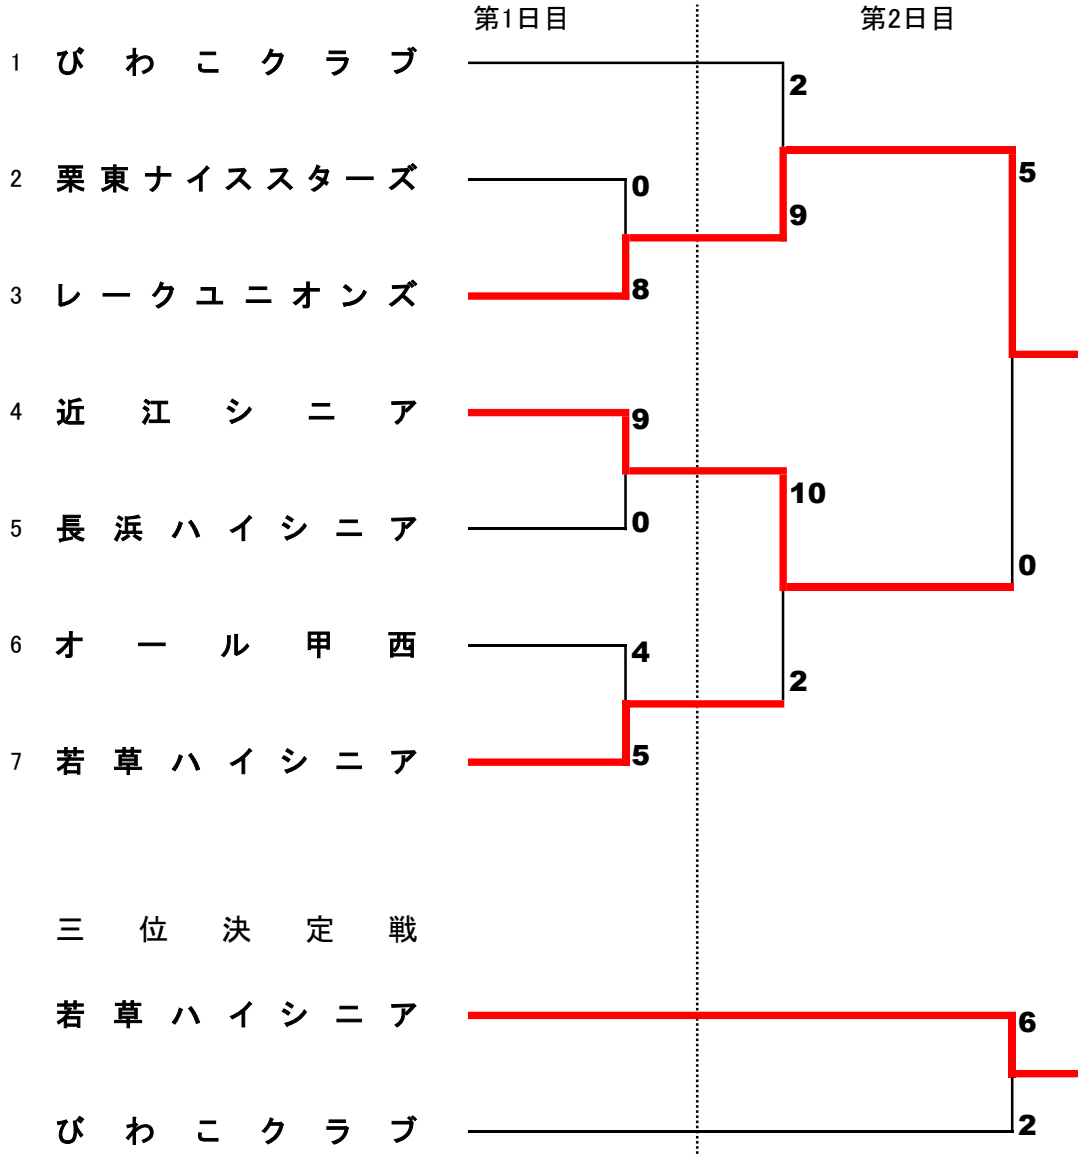 第1日目 第2日目
1 びわこクラブ
2
2 栗東ナイススターズ
0
5
9
3 レークユニオンズ
8
4 近江シニア
9
10
5 長浜ハイシニア
0
0
6 オール甲西
4
2
7 若草ハイシニア
5
三位決定戦
若草ハイシニア
6
びわこクラブ
2